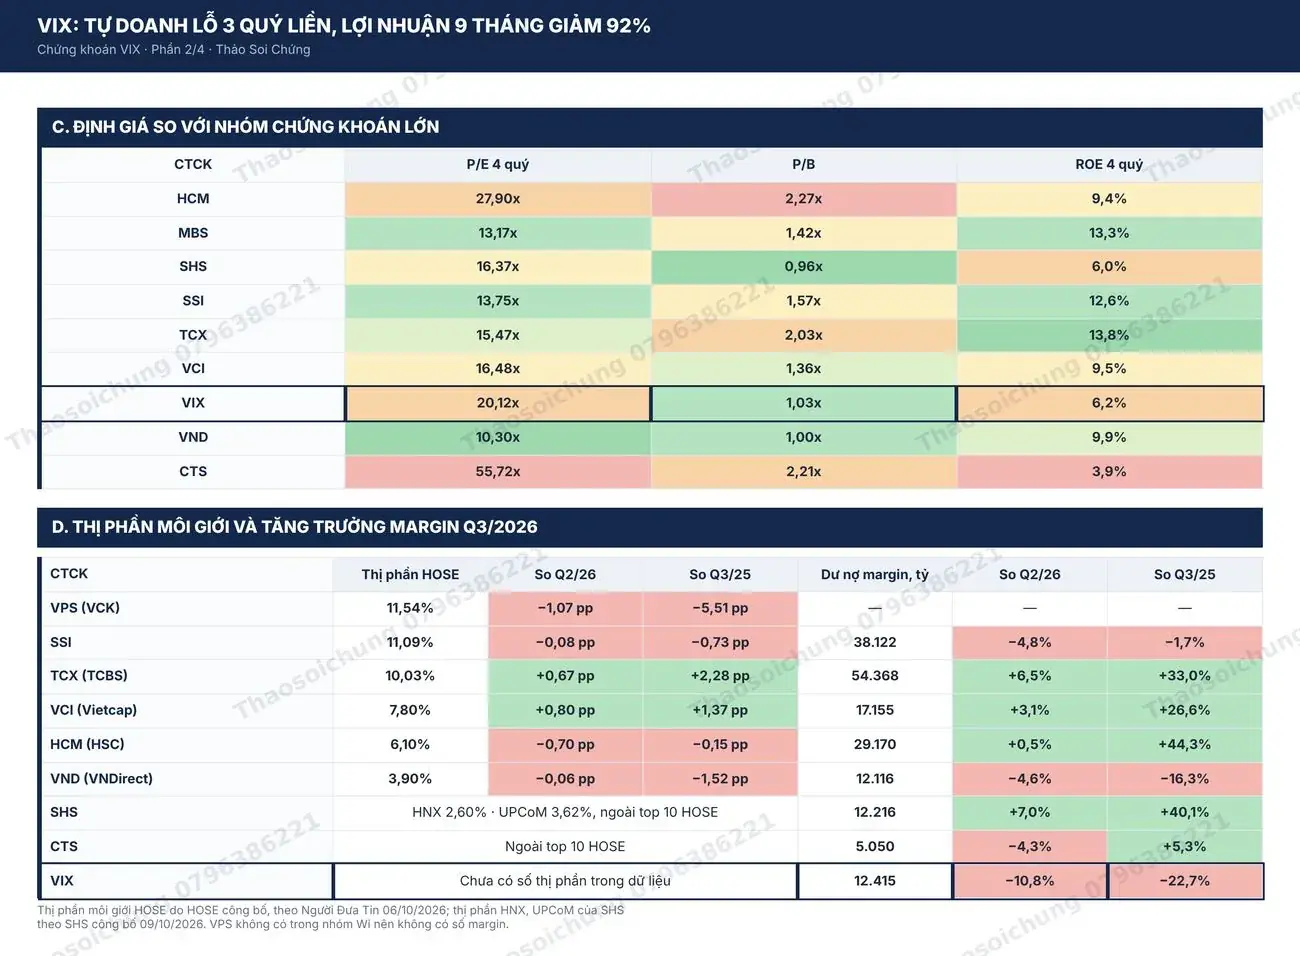 VIX: TỰ DOANH LỖ 3 QUÝ LIỀN, LỢI NHUẬN 9 THÁNG GIẢM 92%
Chứng khoán VIX · Phần 2/4 · Thảo Soi Chứng
C. ĐỊNH GIÁ SO VỚI NHÓM CHỨNG KHOÁN LỚN
CTCK P/E 4 quý P/B ROE 4 quý
HCM 27,90x 2,27x 9,4%
MBS 13,17x 1,42x 13,3%
SHS 16,37x 0,96x 6,0%
SSI 13,75x 1,57x 12,6%
TCX 15,47x 2,03x 13,8%
VCI 16,48x 1,36x 9,5%
VIX 20,12x 1,03x 6,2%
VND 10,30x 1,00x 9,9%
CTS 55,72x 2,21x 3,9%
D. THỊ PHẦN MÔI GIỚI VÀ TĂNG TRƯỞNG MARGIN Q3/2026
CTCK Thị phần HOSE So Q2/26 So Q3/25 Dư nợ margin, tỷ So Q2/26 So Q3/25
VPS (VCK) 11,54% −1,07 pp −5,51 pp — — —
SSI 11,09% −0,08 pp −0,73 pp 38.122 −4,8% −1,7%
TCX (TCBS) 10,03% +0,67 pp +2,28 pp 54.368 +6,5% +33,0%
VCI (Vietcap) 7,80% +0,80 pp +1,37 pp 17.155 +3,1% +26,6%
HCM (HSC) 6,10% −0,70 pp −0,15 pp 29.170 +0,5% +44,3%
VND (VNDirect) 3,90% −0,06 pp −1,52 pp 12.116 −4,6% −16,3%
SHS HNX 2,60% · UPCoM 3,62%, ngoài top 10 HOSE 12.216 +7,0% +40,1%
CTS Ngoài top 10 HOSE 5.050 −4,3% +5,3%
VIX Chưa có số thị phần trong dữ liệu 12.415 −10,8% −22,7%
Thị phần môi giới HOSE do HOSE công bố, theo Người Đưa Tin 06/10/2026; thị phần HNX, UPCoM của SHS
theo SHS công bố 09/10/2026. VPS không có trong nhóm Wi nên không có số margin.
Thaosoichung 0796386221